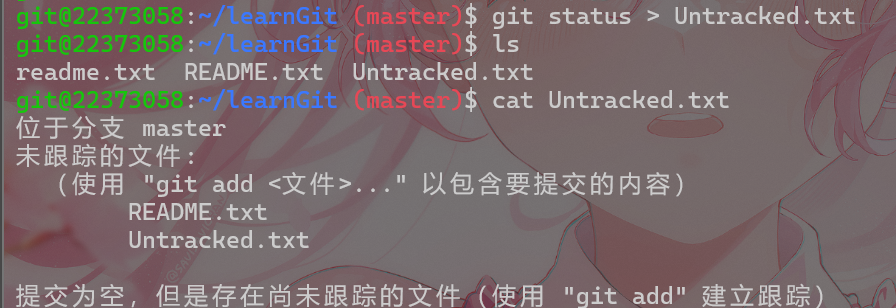 git@22373058:~/learnGit (master)$ git status > Untracked.txt
git@22373058:~/learnGit (master)$ ls
readme.txt  README.txt  Untracked.txt
git@22373058:~/learnGit (master)$ cat Untracked.txt
位于分支 master
未跟踪的文件:
  （使用 "git add <文件>..." 以包含要提交的内容）
        README.txt
        Untracked.txt
提交为空，但是存在尚未跟踪的文件（使用 "git add" 建立跟踪）